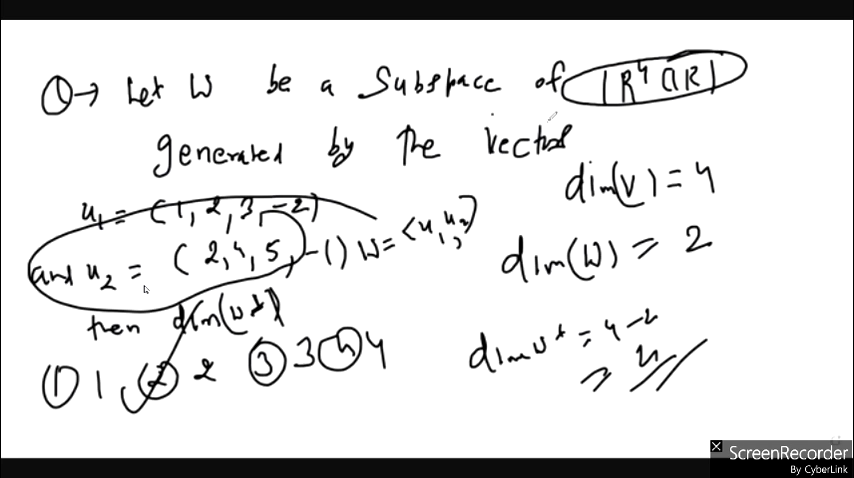 Q→ Let W be a Subspace of ℝ⁴(ℝ)
generated by the vectors
u₁ = (1, 2, 3, -2)
and u₂ = (2, 4, 5, -1) W = <u₁, u₂>
then dim(W⊥)
① 1 ② 2 ③ 3 ④ 4
dim(V) = 4
dim(W) = 2
dim W⊥ = 4-2
= 2
ScreenRecorder
By CyberLink